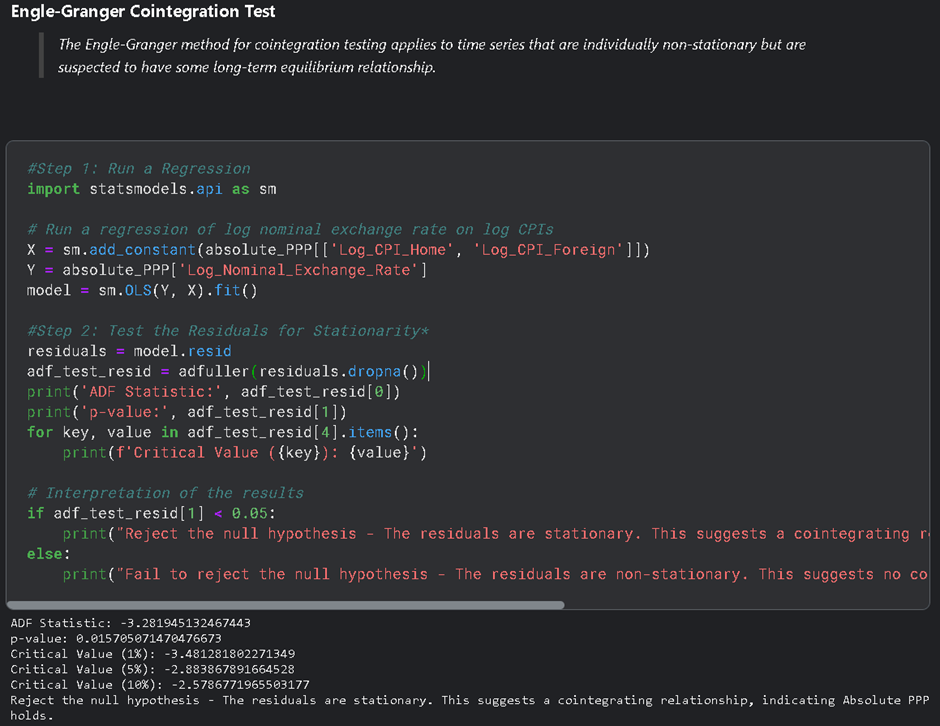 Engle-Granger Cointegration Test
The Engle-Granger method for cointegration testing applies to time series that are individually non-stationary but are
suspected to have some long-term equilibrium relationship.
#Step 1: Run a Regression
import statsmodels.api as sm
# Run a regression of log nominal exchange rate on log CPIs
X = sm.add_constant(absolute_PPP[['Log_CPI_Home', 'Log_CPI_Foreign']])
Y = absolute_PPP['Log_Nominal_Exchange_Rate']
model = sm.OLS(Y, X).fit()
#Step 2: Test the Residuals for Stationarity*
residuals = model.resid
adf_test_resid = adfuller(residuals.dropna())
print('ADF Statistic:', adf_test_resid[0])
print('p-value:', adf_test_resid[1])
for key, value in adf_test_resid[4].items():
    print(f'Critical Value ({key}): {value}')
# Interpretation of the results
if adf_test_resid[1] < 0.05:
    print("Reject the null hypothesis - The residuals are stationary. This suggests a cointegrating r
else:
    print("Fail to reject the null hypothesis - The residuals are non-stationary. This suggests no co
ADF Statistic: -3.281945132467443
p-value: 0.015705071470476673
Critical Value (1%): -3.481281802271349
Critical Value (5%): -2.883867891664528
Critical Value (10%): -2.5786771965503177
Reject the null hypothesis - The residuals are stationary. This suggests a cointegrating relationship, indicating Absolute PPP
holds.